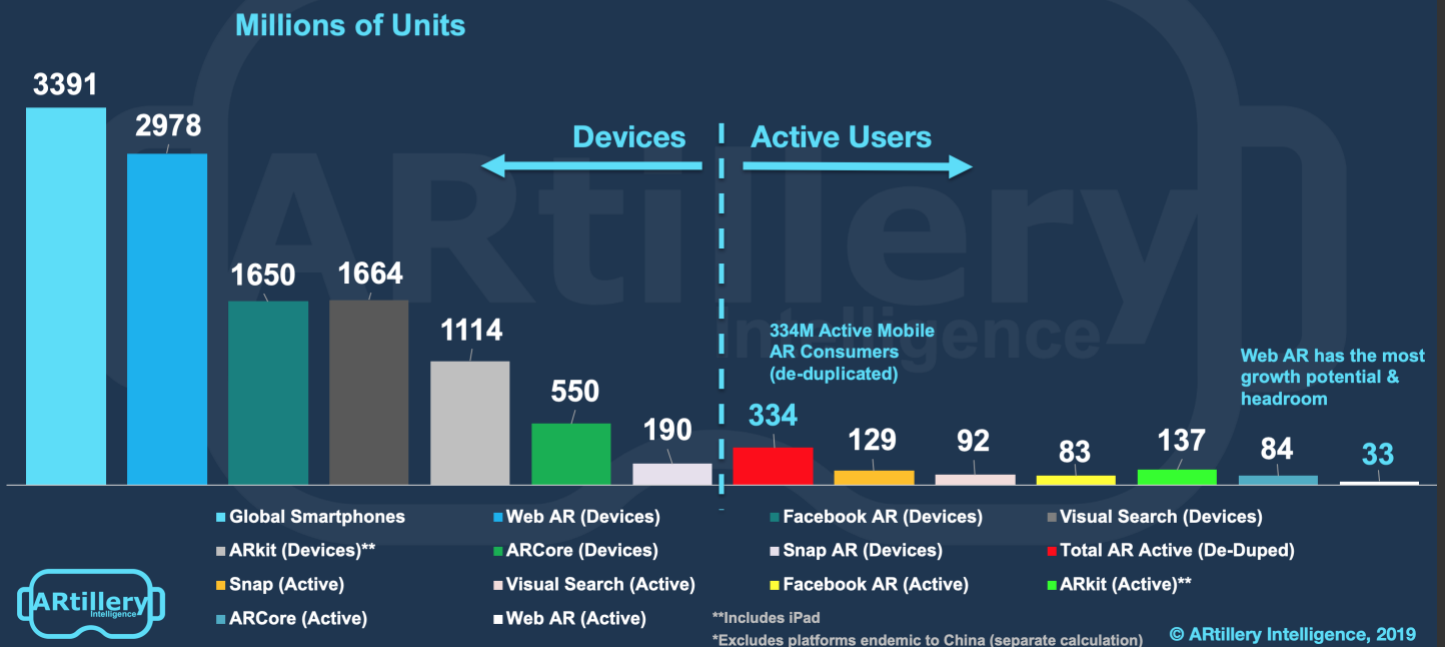 Millions of Units
3391
2978
1650
1664
1114
550
190
Devices
Active Users
334M Active Mobile
AR Consumers
(de-duplicated)
334
129
92
83
137
84
33
Web AR has the most
growth potential &
headroom
ARtillery
Intelligence
Global Smartphones
Web AR (Devices)
Facebook AR (Devices)
Visual Search (Devices)
ARkit (Devices)**
ARCore (Devices)
Snap AR (Devices)
Total AR Active (De-Duped)
Snap (Active)
Visual Search (Active)
Facebook AR (Active)
ARkit (Active)**
ARCore (Active)
Web AR (Active)
**Includes iPad
*Excludes platforms endemic to China (separate calculation)
ARtillery
Intelligence
© ARtillery Intelligence, 2019